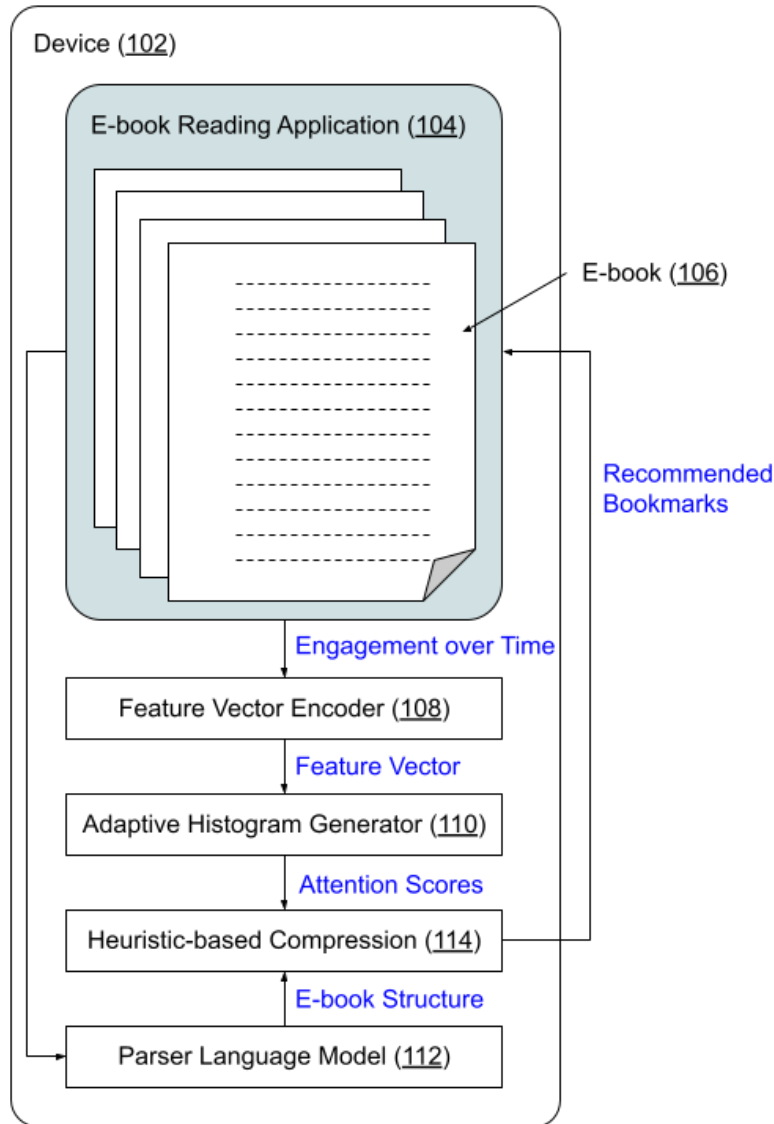 Device (102)
E-book Reading Application (104)
E-book (106)
Recommended
Bookmarks
Engagement over Time
Feature Vector Encoder (108)
Feature Vector
Adaptive Histogram Generator (110)
Attention Scores
Heuristic-based Compression (114)
E-book Structure
Parser Language Model (112)